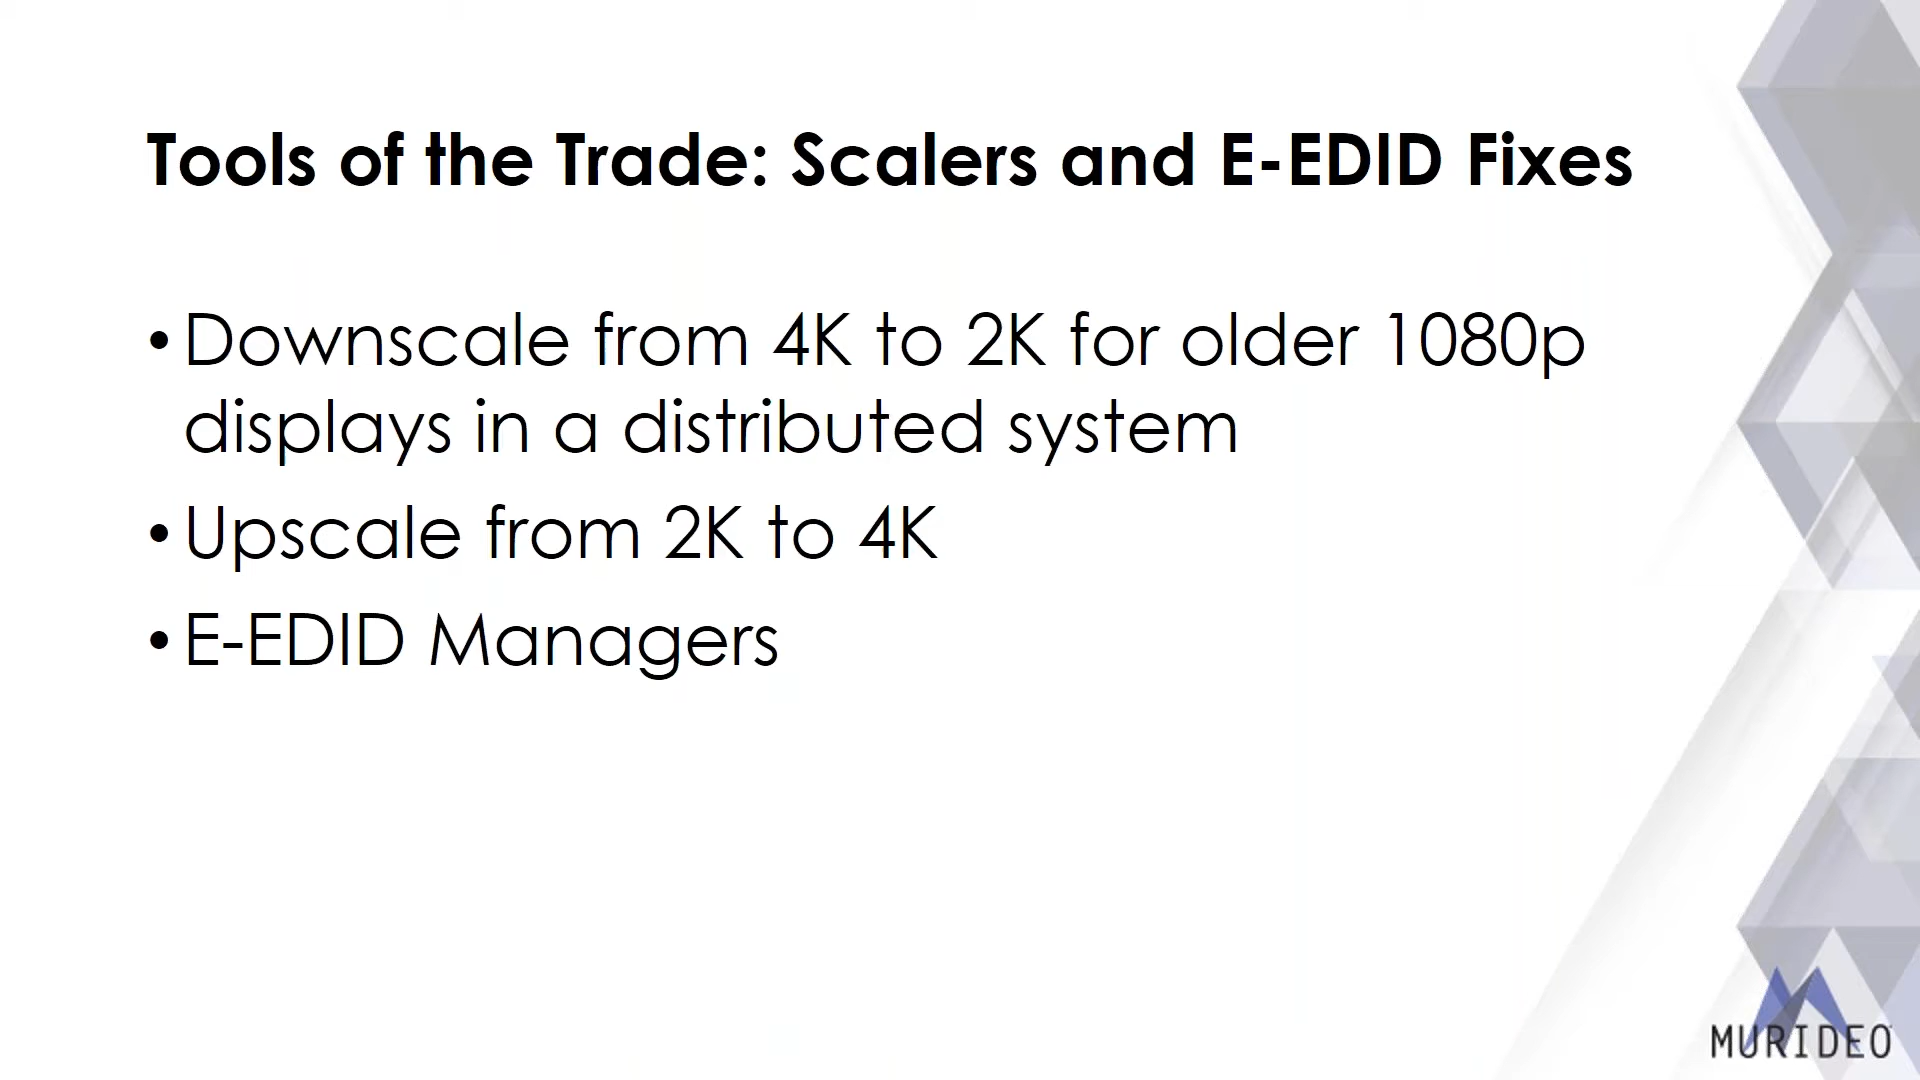 Tools of the Trade: Scalers and E-EDID Fixes
• Downscale from 4K to 2K for older 1080p
displays in a distributed system
• Upscale from 2K to 4K
• E-EDID Managers
MURIDEO